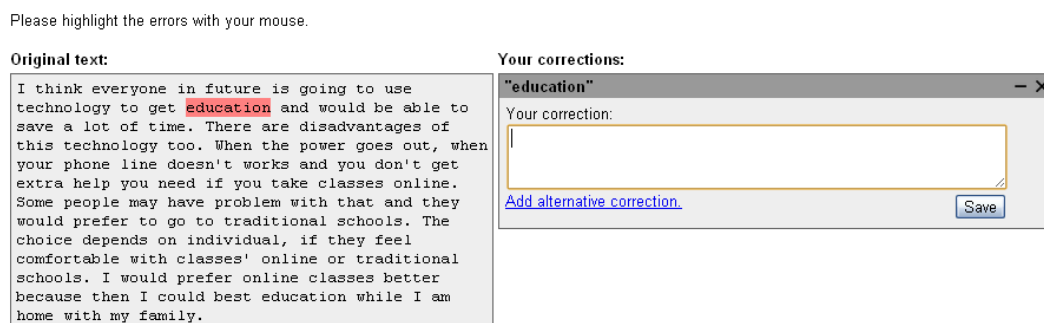 Please highlight the errors with your mouse.
Original text:
Your corrections:
I think everyone in future is going to use
technology to get education and would be able to
save a lot of time. There are disadvantages of
this technology too. When the power goes out, when
your phone line doesn't works and you don't get
extra help you need if you take classes online.
Some people may have problem with that and they
would prefer to go to traditional schools. The
choice depends on individual, if they feel
comfortable with classes' online or traditional
schools. I would prefer online classes better
because then I could best education while I am
home with my family.
"education"
Your correction:
Add alternative correction.
Save